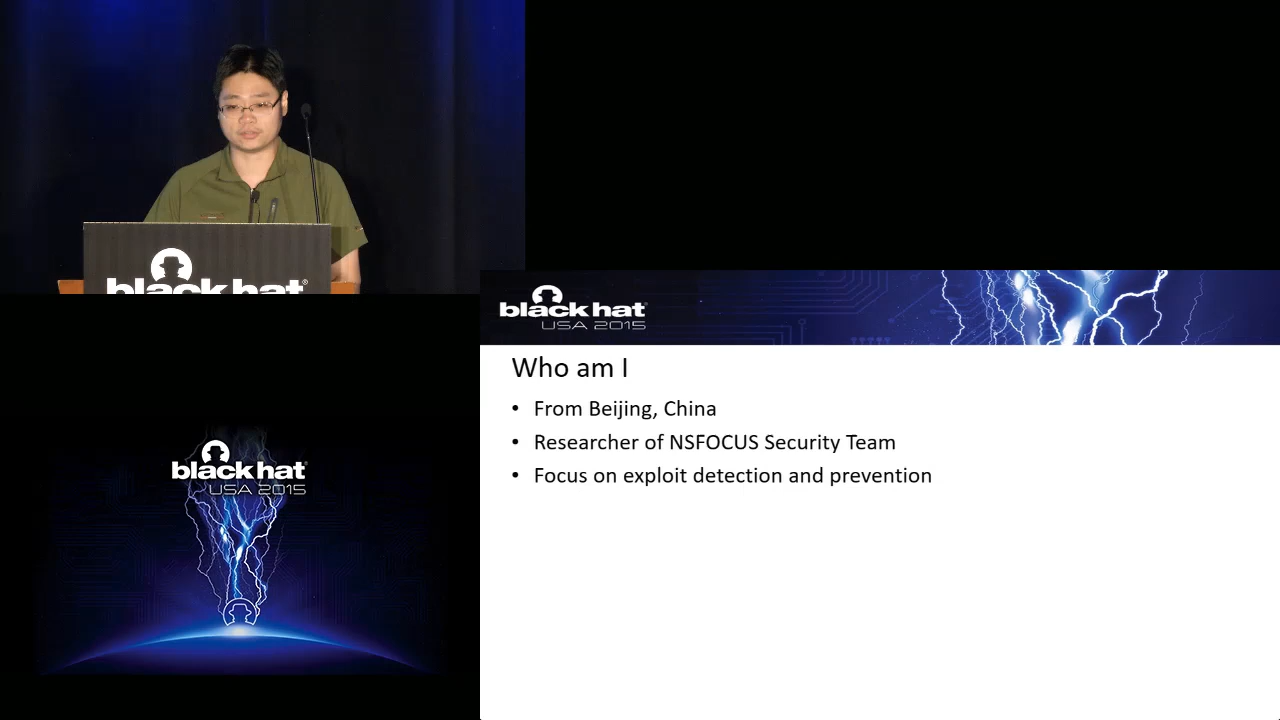 black hat®
black hat®
USA 2015
Who am I
• From Beijing, China
• Researcher of NSFOCUS Security Team
• Focus on exploit detection and prevention
black hat®
USA 2015